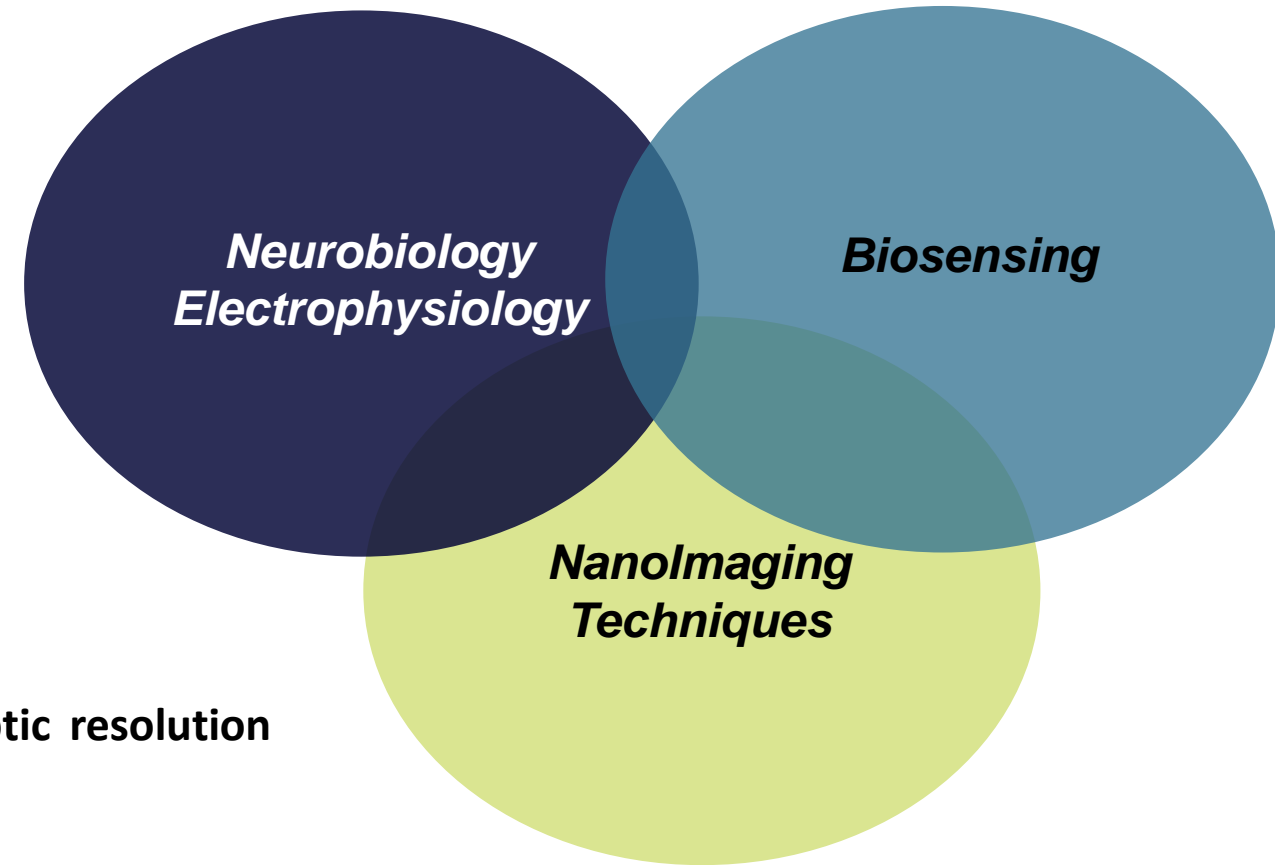 Neurobiology
Electrophysiology
Biosensing
NanoImaging
Techniques
resolution